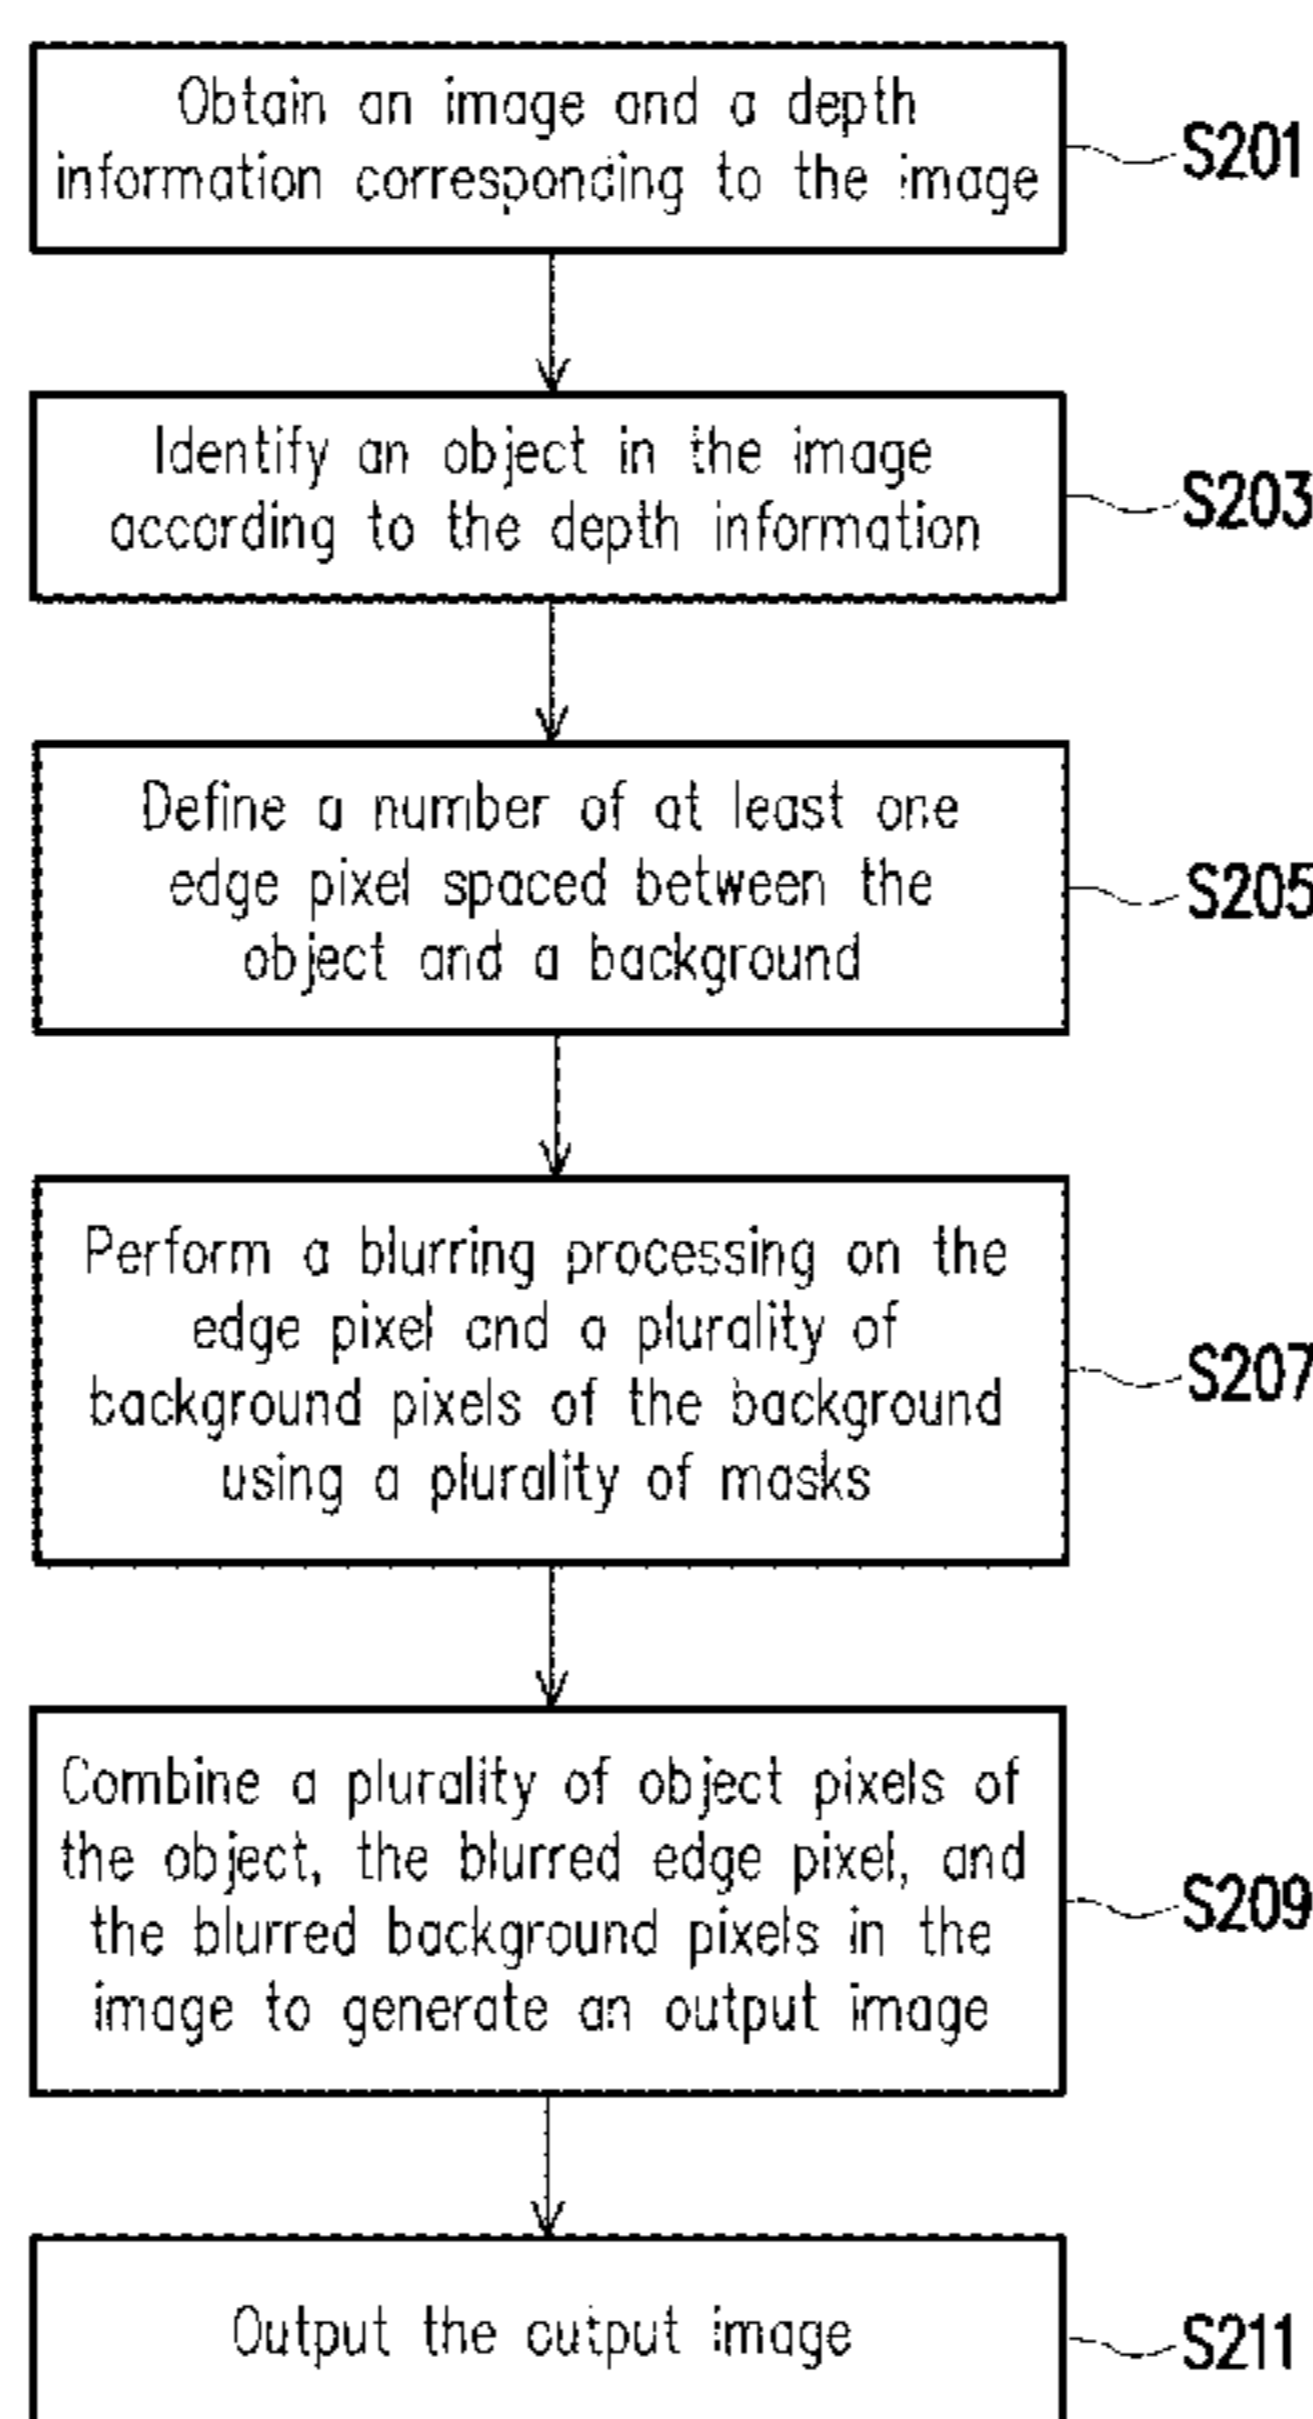 Obtain an image and a depth
information corresponding to the image
S201
Identify an object in the image
according to the depth information
S203
Define a number of at least one
edge pixel spaced between the
object and a background
S205
Perform a blurring processing on the
edge pixel and a plurality of
background pixels of the background
using a plurality of masks
S207
Combine a plurality of object pixels of
the object, the blurred edge pixel, and
the blurred background pixels in the
image to generate an output image
S209
Output the output image
S211